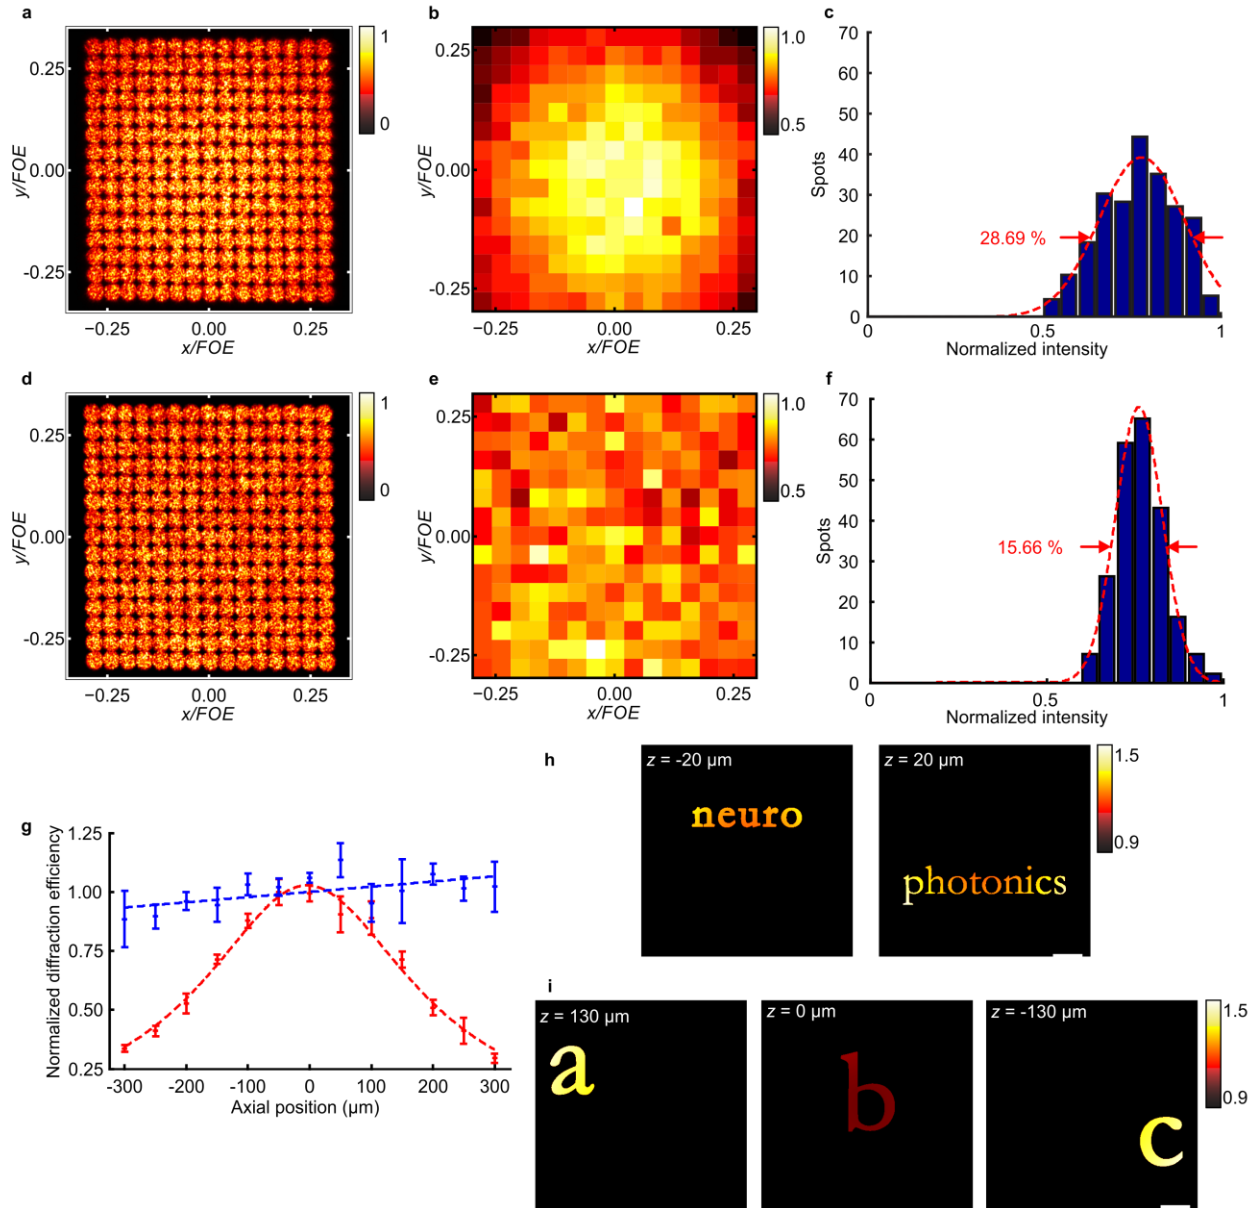 a
0.25
0.00
-0.25
y/FOE
−0.25
0.00
0.25
x/FOE
1
0
b
0.25
0.00
-0.25
y/FOE
−0.25
0.00
0.25
x/FOE
1.0
0.5
c
70
60
50
40
30
20
10
0
Spots
28.69 %
0
0.5
1
Normalized intensity
d
0.25
0.00
-0.25
y/FOE
−0.25
0.00
0.25
x/FOE
1
0
e
0.25
0.00
-0.25
y/FOE
−0.25
0.00
0.25
x/FOE
1.0
0.5
f
70
60
50
40
30
20
10
0
Spots
15.66 %
0
0.5
1
Normalized intensity
g
1.25
1.00
0.75
0.50
0.25
Normalized diffraction efficiency
-300
-200
-100
0
100
200
300
Axial position (µm)
h
z = -20 µm
neuro
z = 20 µm
photonics
1.5
0.9
i
z = 130 µm
a
z = 0 µm
b
z = -130 µm
c
1.5
0.9